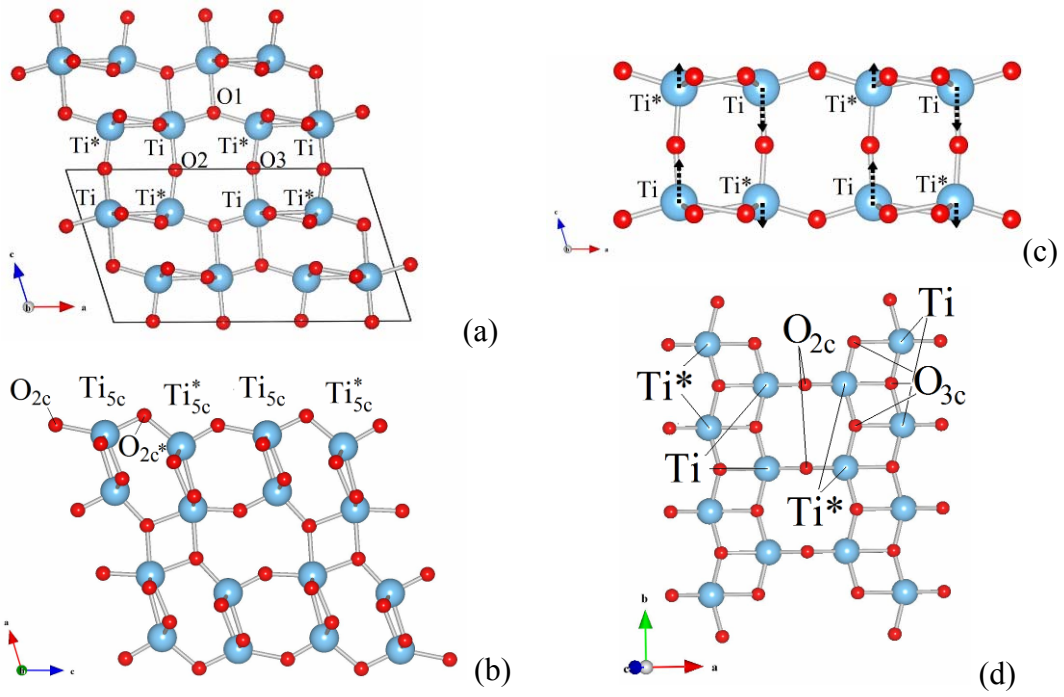 O1
Ti* Ti Ti* Ti
O2 O3
Ti Ti* Ti Ti*
c
b a
(a)
O2c Ti5c Ti*5c Ti5c Ti*5c
O2c*
a
b c
(b)
Ti* Ti Ti* Ti
Ti Ti* Ti Ti*
c
b a
(c)
Ti
O2c
Ti* O3c
Ti
Ti*
b
c a
(d)